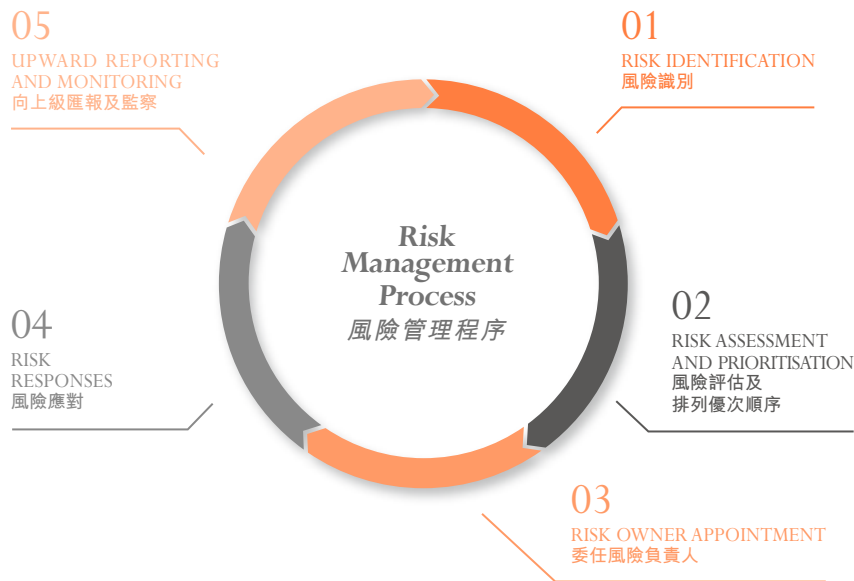 05
UPWARD REPORTING
AND MONITORING
向上級匯報及監察
01
RISK IDENTIFICATION
風險識別
Risk
Management
Process
風險管理程序
04
RISK
RESPONSES
風險應對
02
RISK ASSESSMENT
AND PRIORITISATION
風險評估及
排列優次順序
03
RISK OWNER APPOINTMENT
委任風險負責人